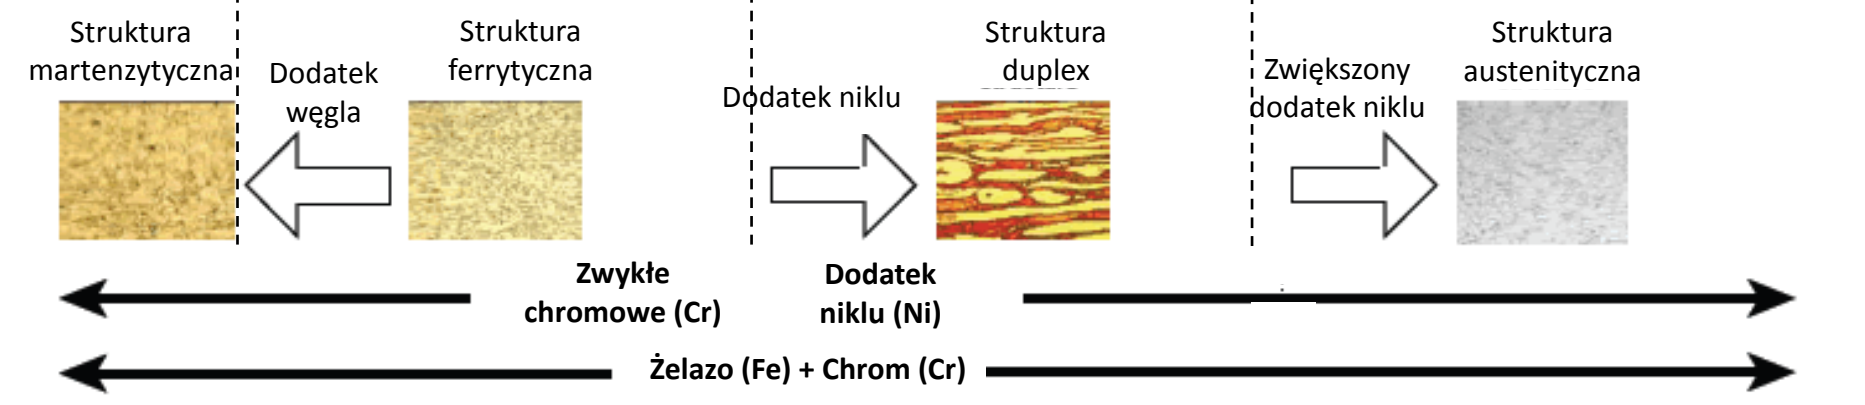 Struktura
martenzytyczna
Dodatek
węgla
Struktura
ferrytyczna
Dodatek niklu
Struktura
duplex
Zwiększony
dodatek niklu
Struktura
austenityczna
Zwykłe
chromowe (Cr)
Dodatek
niklu (Ni)
Żelazo (Fe) + Chrom (Cr)